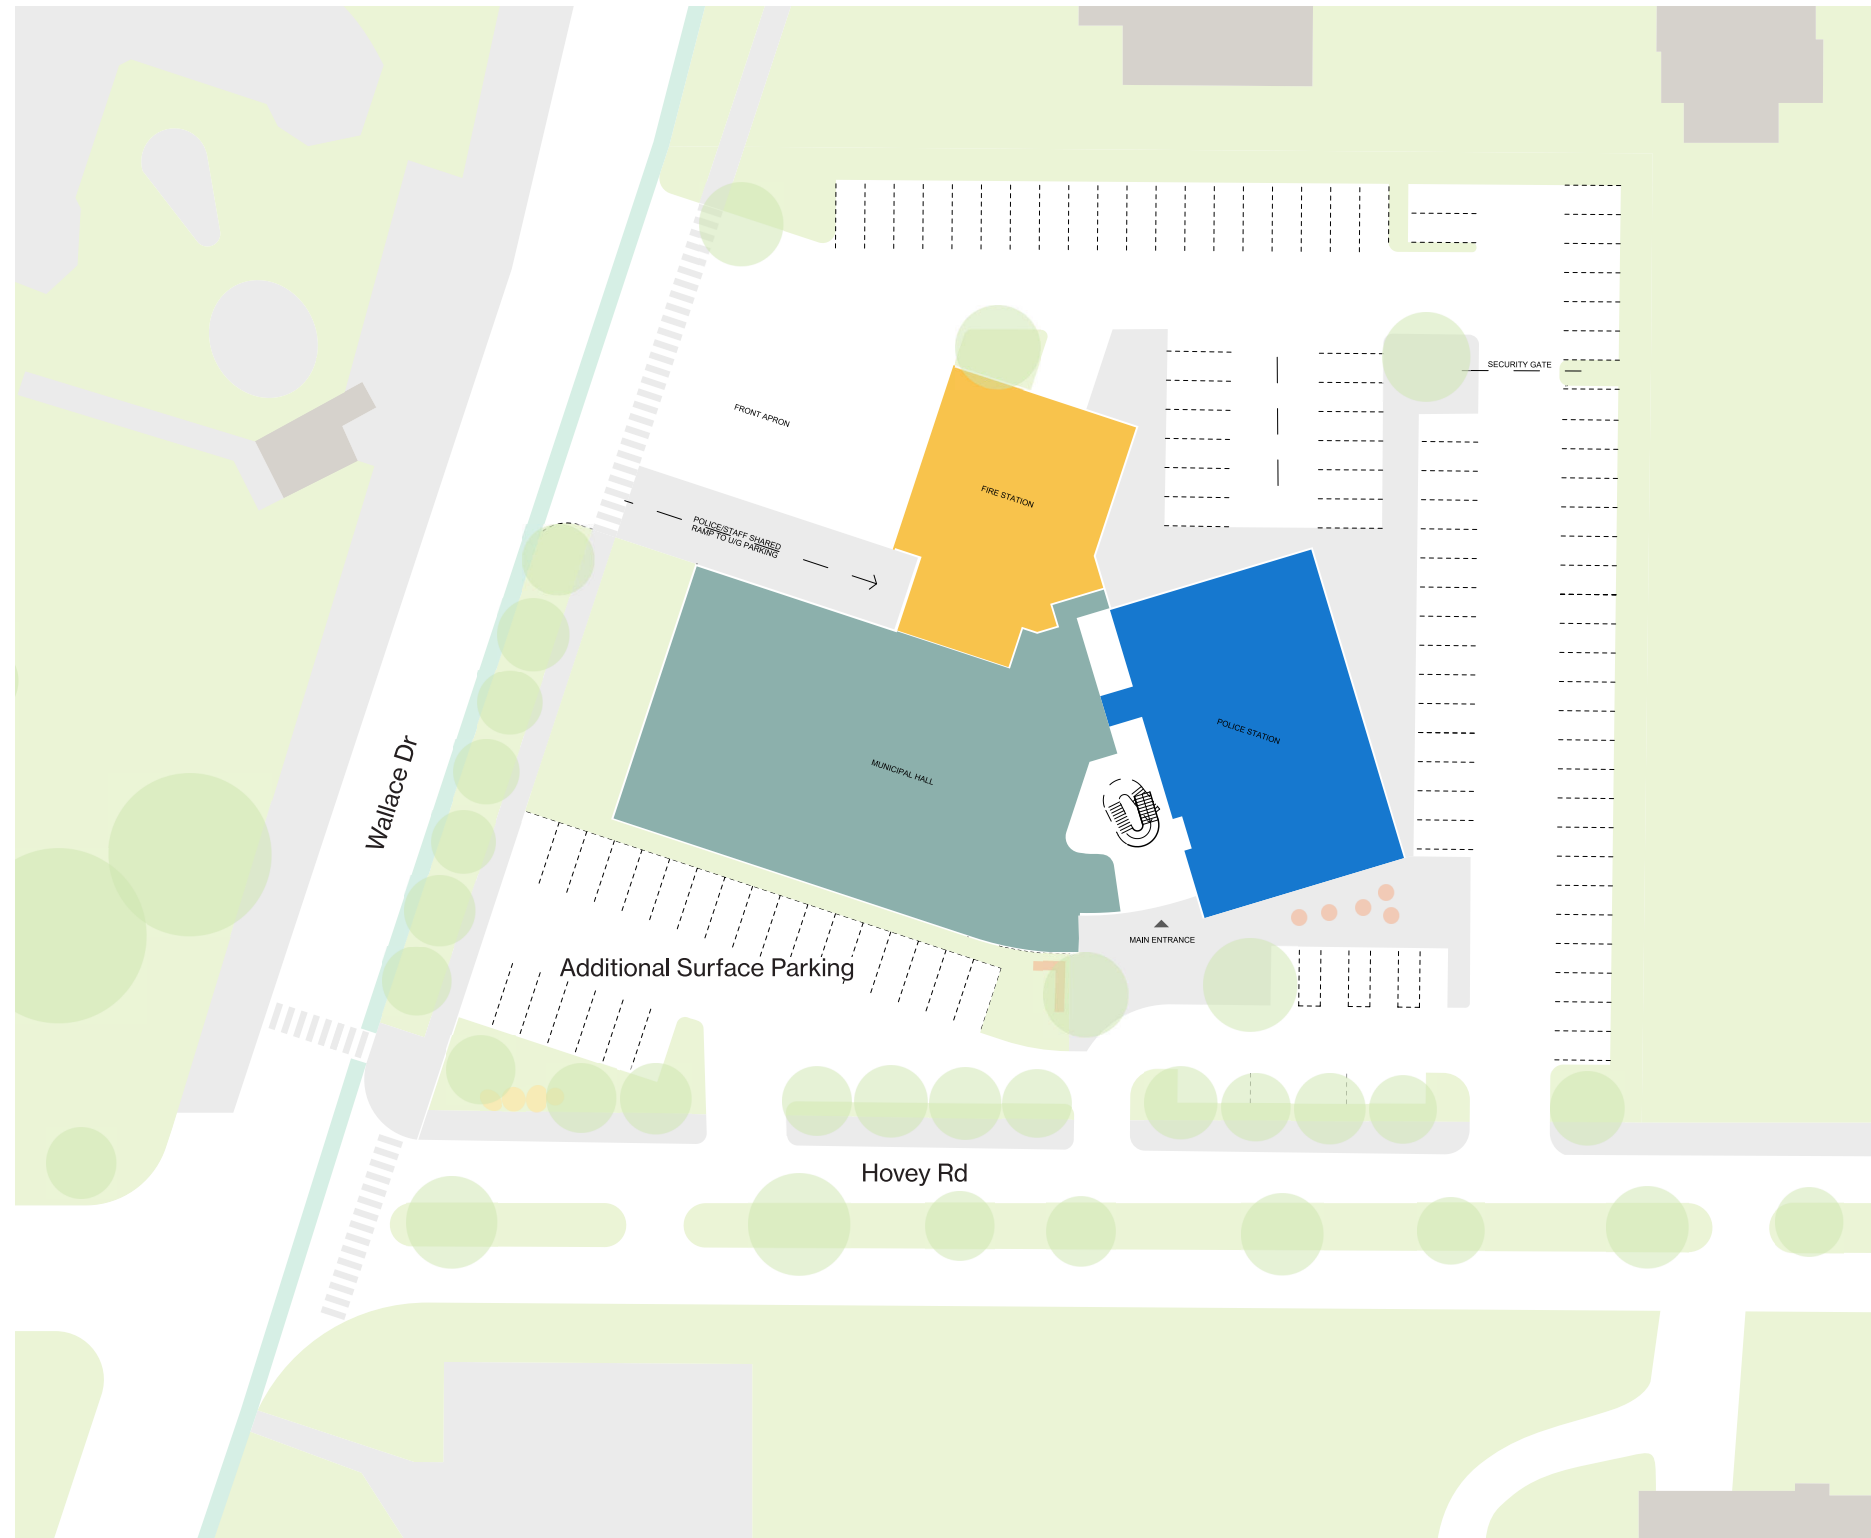 SECURITY GATE
FRONT APRON
FIRE STATION
POLICE/STAFF SHARED
RAMP TO U/G PARKING
POLICE STATION
MUNICIPAL HALL
Wallace Dr
MAIN ENTRANCE
Additional Surface Parking
Hovey Rd